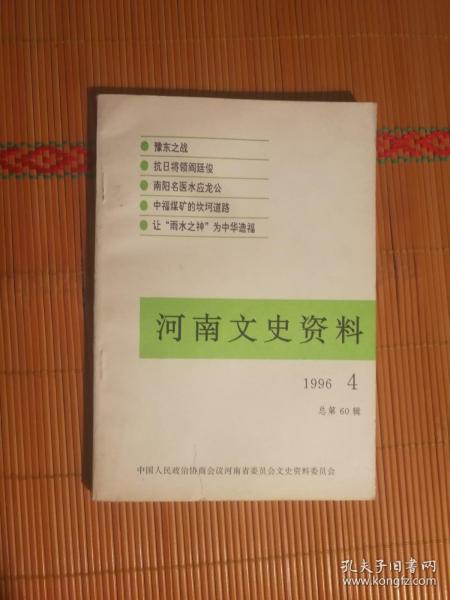 豫东之战
抗日将领阎廷俊
南阳名医水应龙公
中福煤矿的坎坷道路
让“雨水之神”为中华造福
河南文史资料
1996 4
总第60辑
中国人民政治协商会议河南省委员会文史资料委员会
孔夫子旧书网
www.kongfz.com